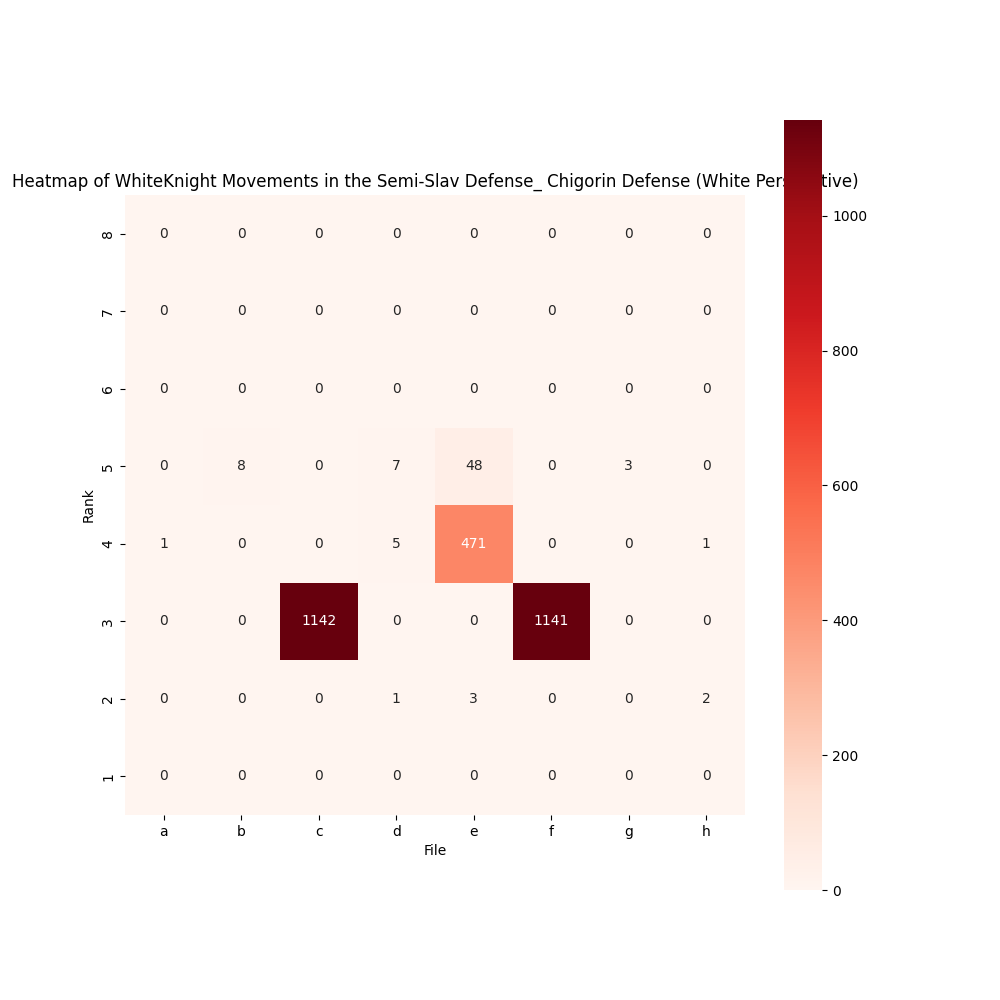 Heatmap of WhiteKnight Movements in the Semi-Slav Defense_ Chigorin Defense (White Pers tive)
8 0 0 0 0 0 0 0 0
7 0 0 0 0 0 0 0 0
6 0 0 0 0 0 0 0 0
5 0 8 0 7 48 0 3 0
4 1 0 0 5 471 0 0 1
3 0 0 1142 0 0 1141 0 0
2 0 0 0 1 3 0 0 2
1 0 0 0 0 0 0 0 0
a b c d e f g h
File
Rank
1000
800
600
400
200
0